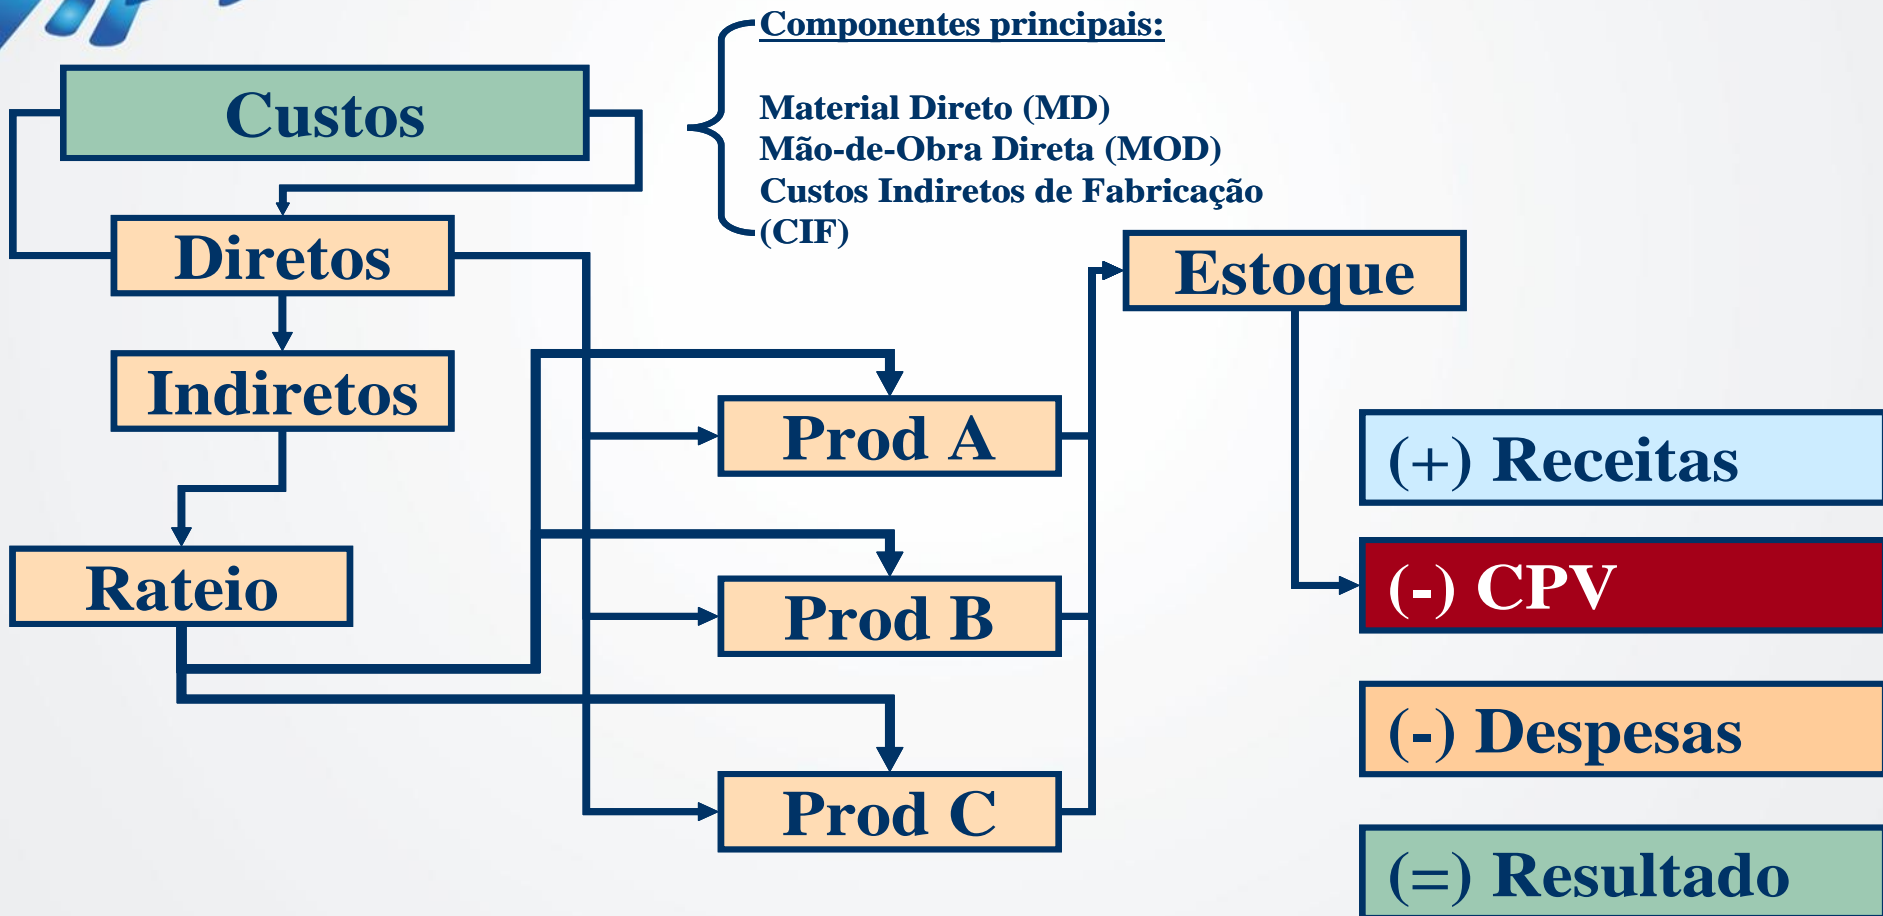 Componentes principais:
Custos
Material Direto (MD)
Mão-de-Obra Direta (MOD)
Custos Indiretos de Fabricação
(CIF)
Diretos
Estoque
Indiretos
Prod A
(+) Receitas
Rateio
Prod B
(-) CPV
(-) Despesas
Prod C
(=) Resultado